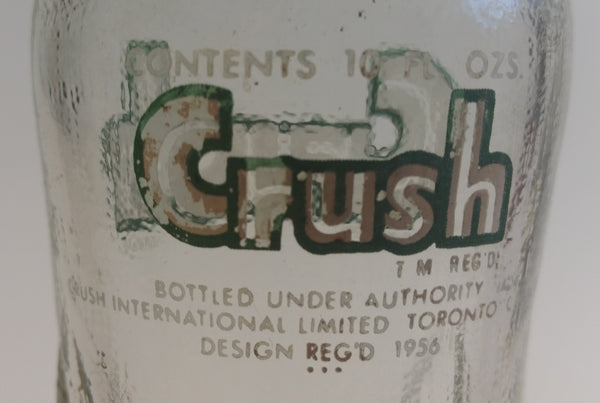 CONTENTS 10 FL OZS.
Crush
T M REG'D
BOTTLED UNDER AUTHORITY
CRUSH INTERNATIONAL LIMITED TORONTO
DESIGN REG'D 1956